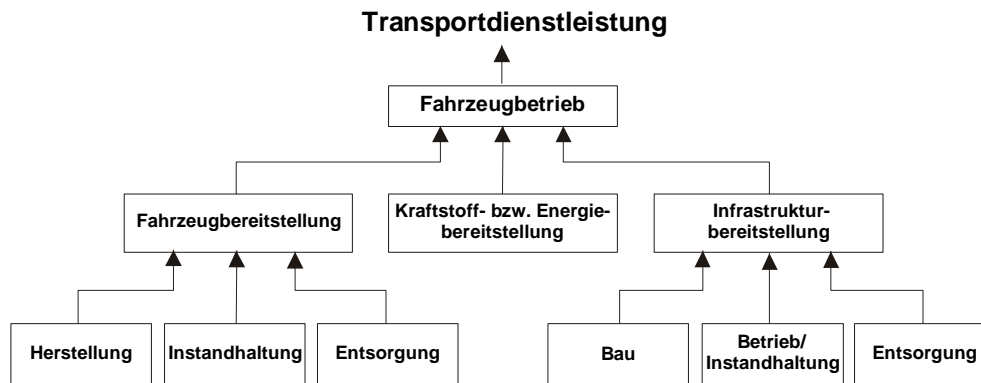 Transportdienstleistung
Fahrzeugbetrieb
Fahrzeugbereitstellung
Kraftstoff- bzw. Energie-
bereitstellung
Infrastruktur-
bereitstellung
Herstellung
Instandhaltung
Entsorgung
Bau
Betrieb/
Instandhaltung
Entsorgung